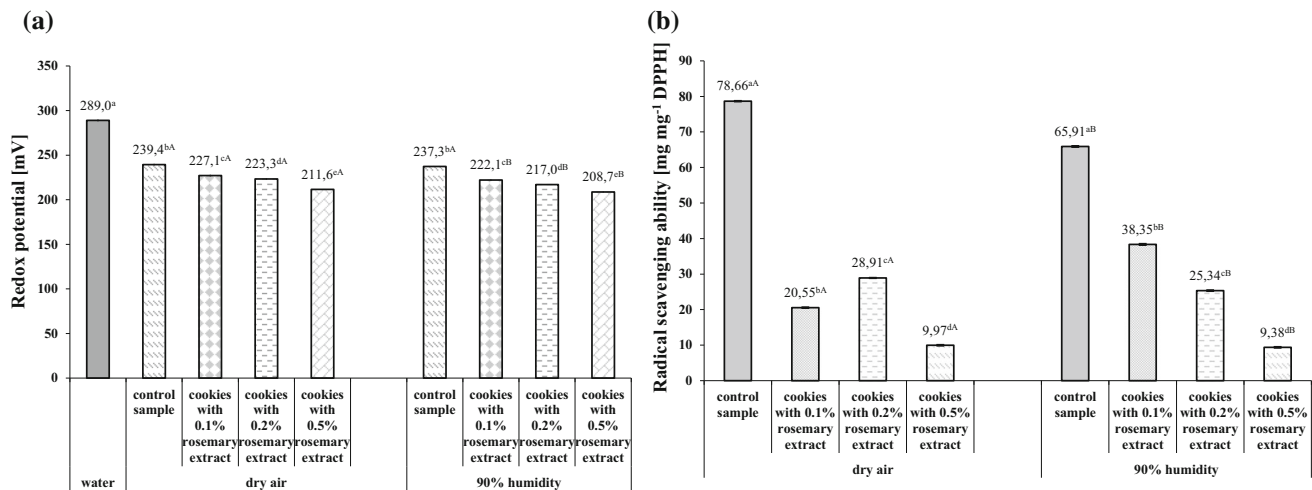 (a)
Redox potential [mV]
350
300
250
200
150
100
50
0
289,0ᵃ
239,4ᵇᴬ
227,1ᶜᴬ
223,3ᵈᴬ
211,6ᵉᴬ
237,3ᵇᴬ
222,1ᶜᴮ
217,0ᵈᴮ
208,7ᵉᴮ
control
sample
cookies
with 0.1%
rosemary
extract
cookies
with 0.2%
rosemary
extract
cookies
with 0.5%
rosemary
extract
control
sample
cookies
with 0.1%
rosemary
extract
cookies
with 0.2%
rosemary
extract
cookies
with 0.5%
rosemary
extract
water
dry air
90% humidity
(b)
Radical scavenging ability [mg mg⁻¹ DPPH]
90
80
70
60
50
40
30
20
10
0
78,66ᵃᴬ
20,55ᵇᴬ
28,91ᶜᴬ
9,97ᵈᴬ
65,91ᵃᴮ
38,35ᵇᴮ
25,34ᶜᴮ
9,38ᵈᴮ
control
sample
cookies
with 0.1%
rosemary
extract
cookies
with 0.2%
rosemary
extract
cookies
with 0.5%
rosemary
extract
control
sample
cookies
with 0.1%
rosemary
extract
cookies
with 0.2%
rosemary
extract
cookies
with 0.5%
rosemary
extract
dry air
90% humidity